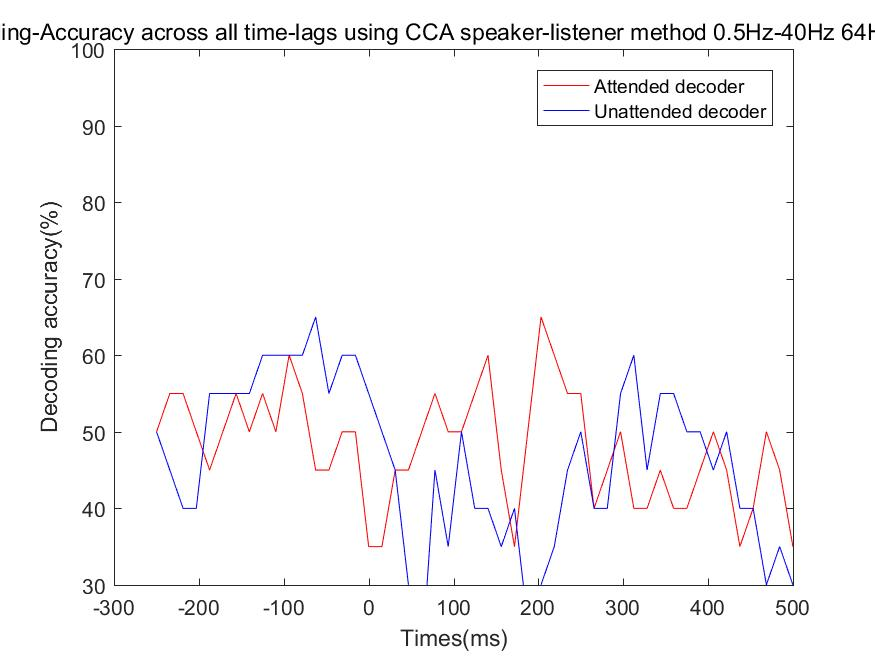 ing-Accuracy across all time-lags using CCA speaker-listener method 0.5Hz-40Hz 64H
100
Attended decoder
Unattended decoder
90
80
70
60
50
40
30
Decoding accuracy(%)
-300 -200 -100 0 100 200 300 400 500
Times(ms)